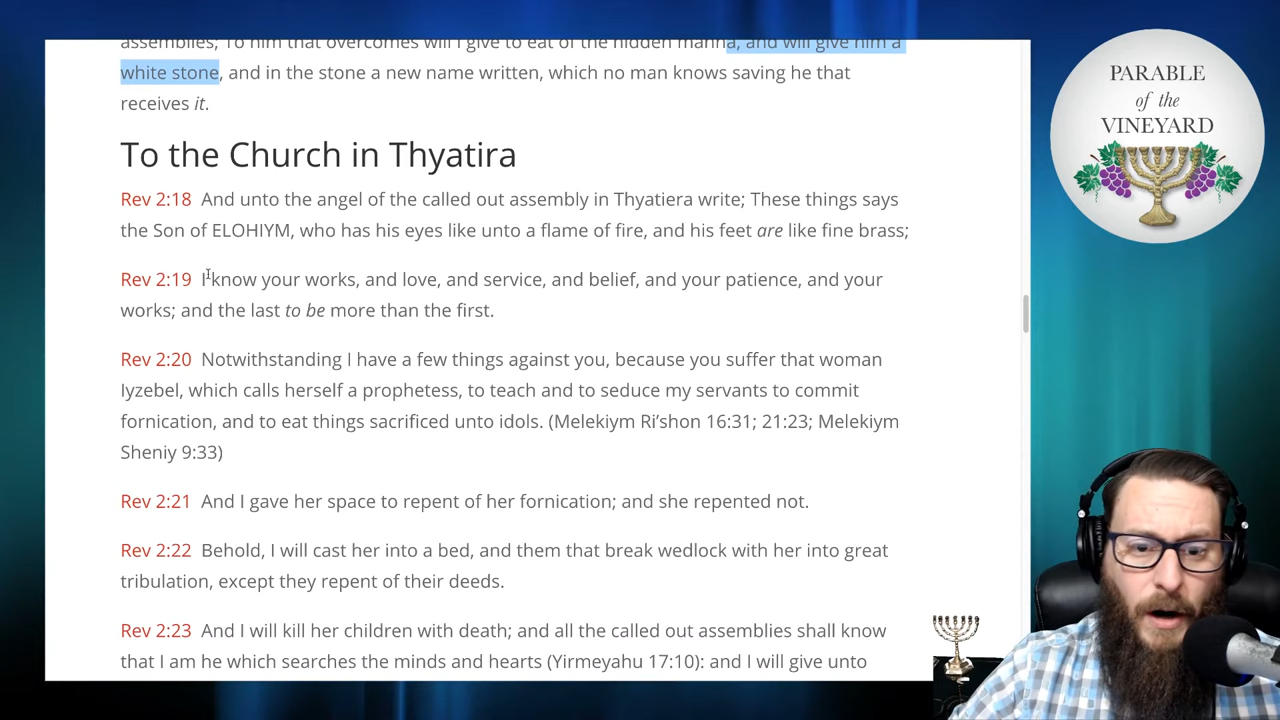 assemblies; To him that overcomes will I give to eat of the hidden manna, and will give him a
white stone, and in the stone a new name written, which no man knows saving he that
receives it.
To the Church in Thyatira
Rev 2:18 And unto the angel of the called out assembly in Thyatiera write; These things says
the Son of ELOHIYM, who has his eyes like unto a flame of fire, and his feet are like fine brass;
Rev 2:19 I know your works, and love, and service, and belief, and your patience, and your
works; and the last to be more than the first.
Rev 2:20 Notwithstanding I have a few things against you, because you suffer that woman
Iyzebel, which calls herself a prophetess, to teach and to seduce my servants to commit
fornication, and to eat things sacrificed unto idols. (Melekiym Ri’shon 16:31; 21:23; Melekiym
Sheniy 9:33)
Rev 2:21 And I gave her space to repent of her fornication; and she repented not.
Rev 2:22 Behold, I will cast her into a bed, and them that break wedlock with her into great
tribulation, except they repent of their deeds.
Rev 2:23 And I will kill her children with death; and all the called out assemblies shall know
that I am he which searches the minds and hearts (Yirmeyahu 17:10): and I will give unto
PARABLE
of the
VINEYARD